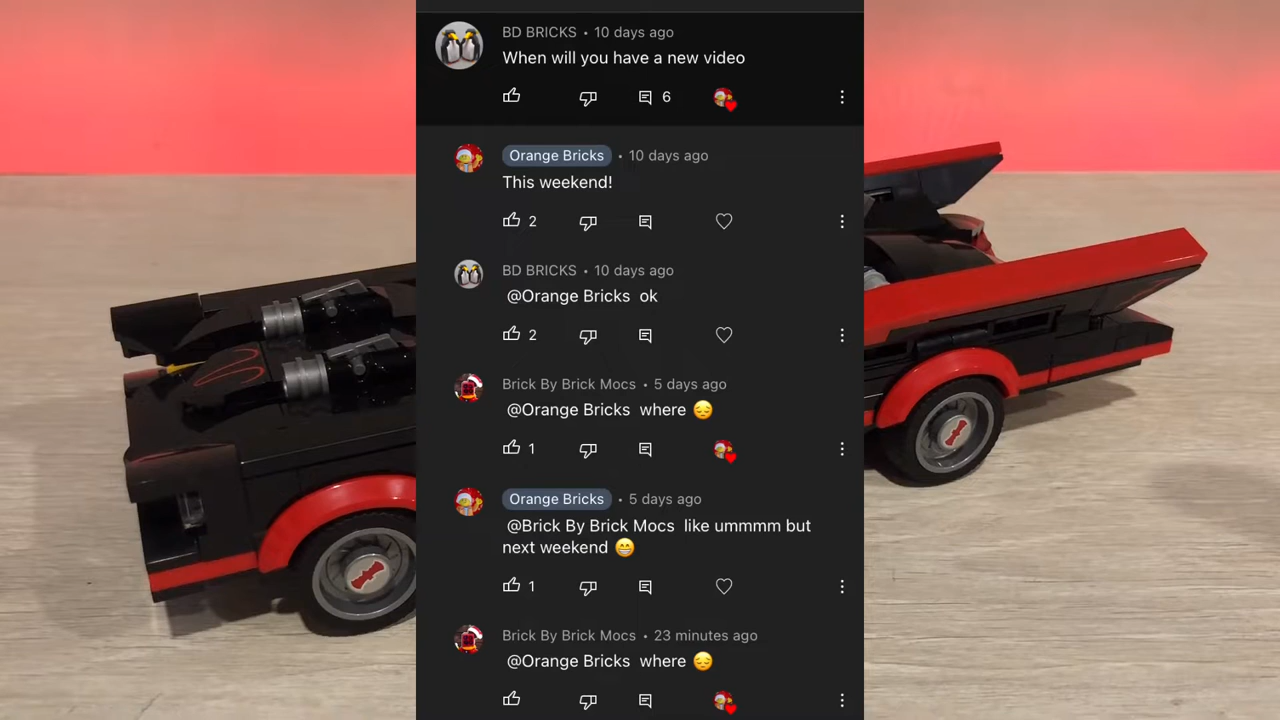 BD BRICKS • 10 days ago
When will you have a new video
6
Orange Bricks • 10 days ago
This weekend!
2
BD BRICKS • 10 days ago
@Orange Bricks ok
2
Brick By Brick Mocs • 5 days ago
@Orange Bricks where 😔
1
Orange Bricks • 5 days ago
@Brick By Brick Mocs like ummmm but
next weekend 😁
1
Brick By Brick Mocs • 23 minutes ago
@Orange Bricks where 😔